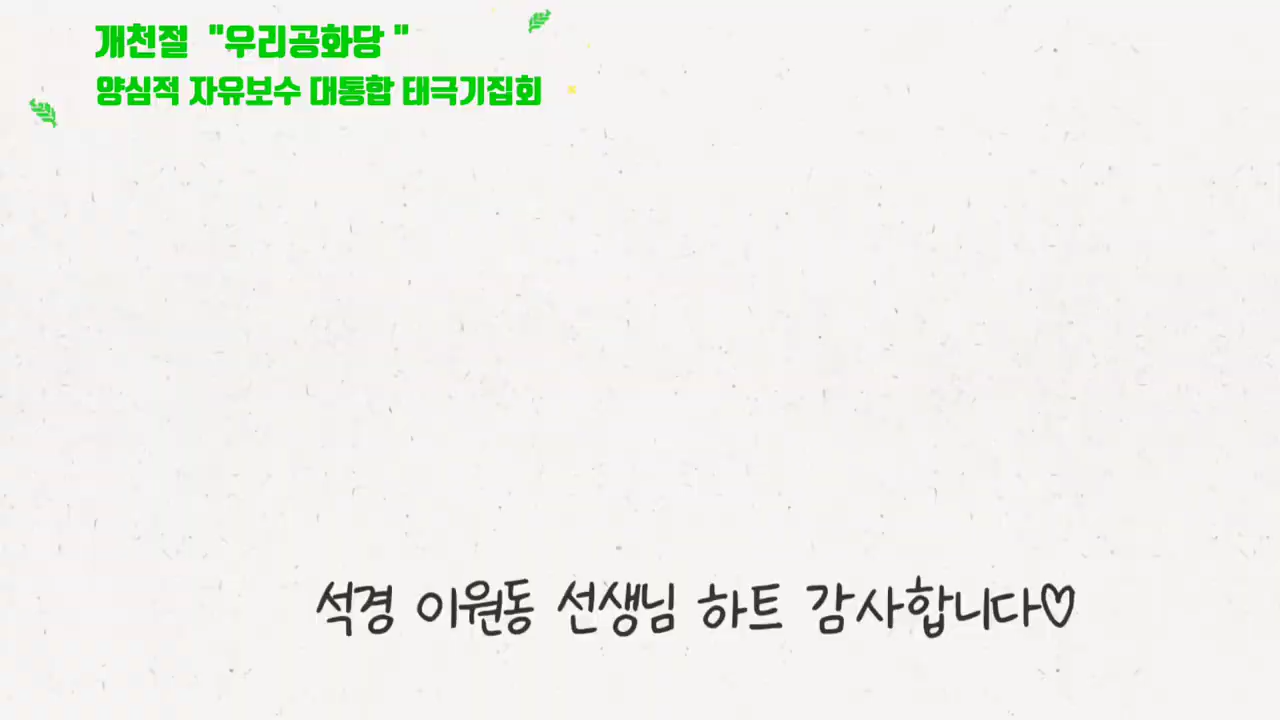 개천절 "우리공화당 "
양심적 자유보수 대통합 태극기집회
석경 이원동 선생님 하트 감사합니다♡